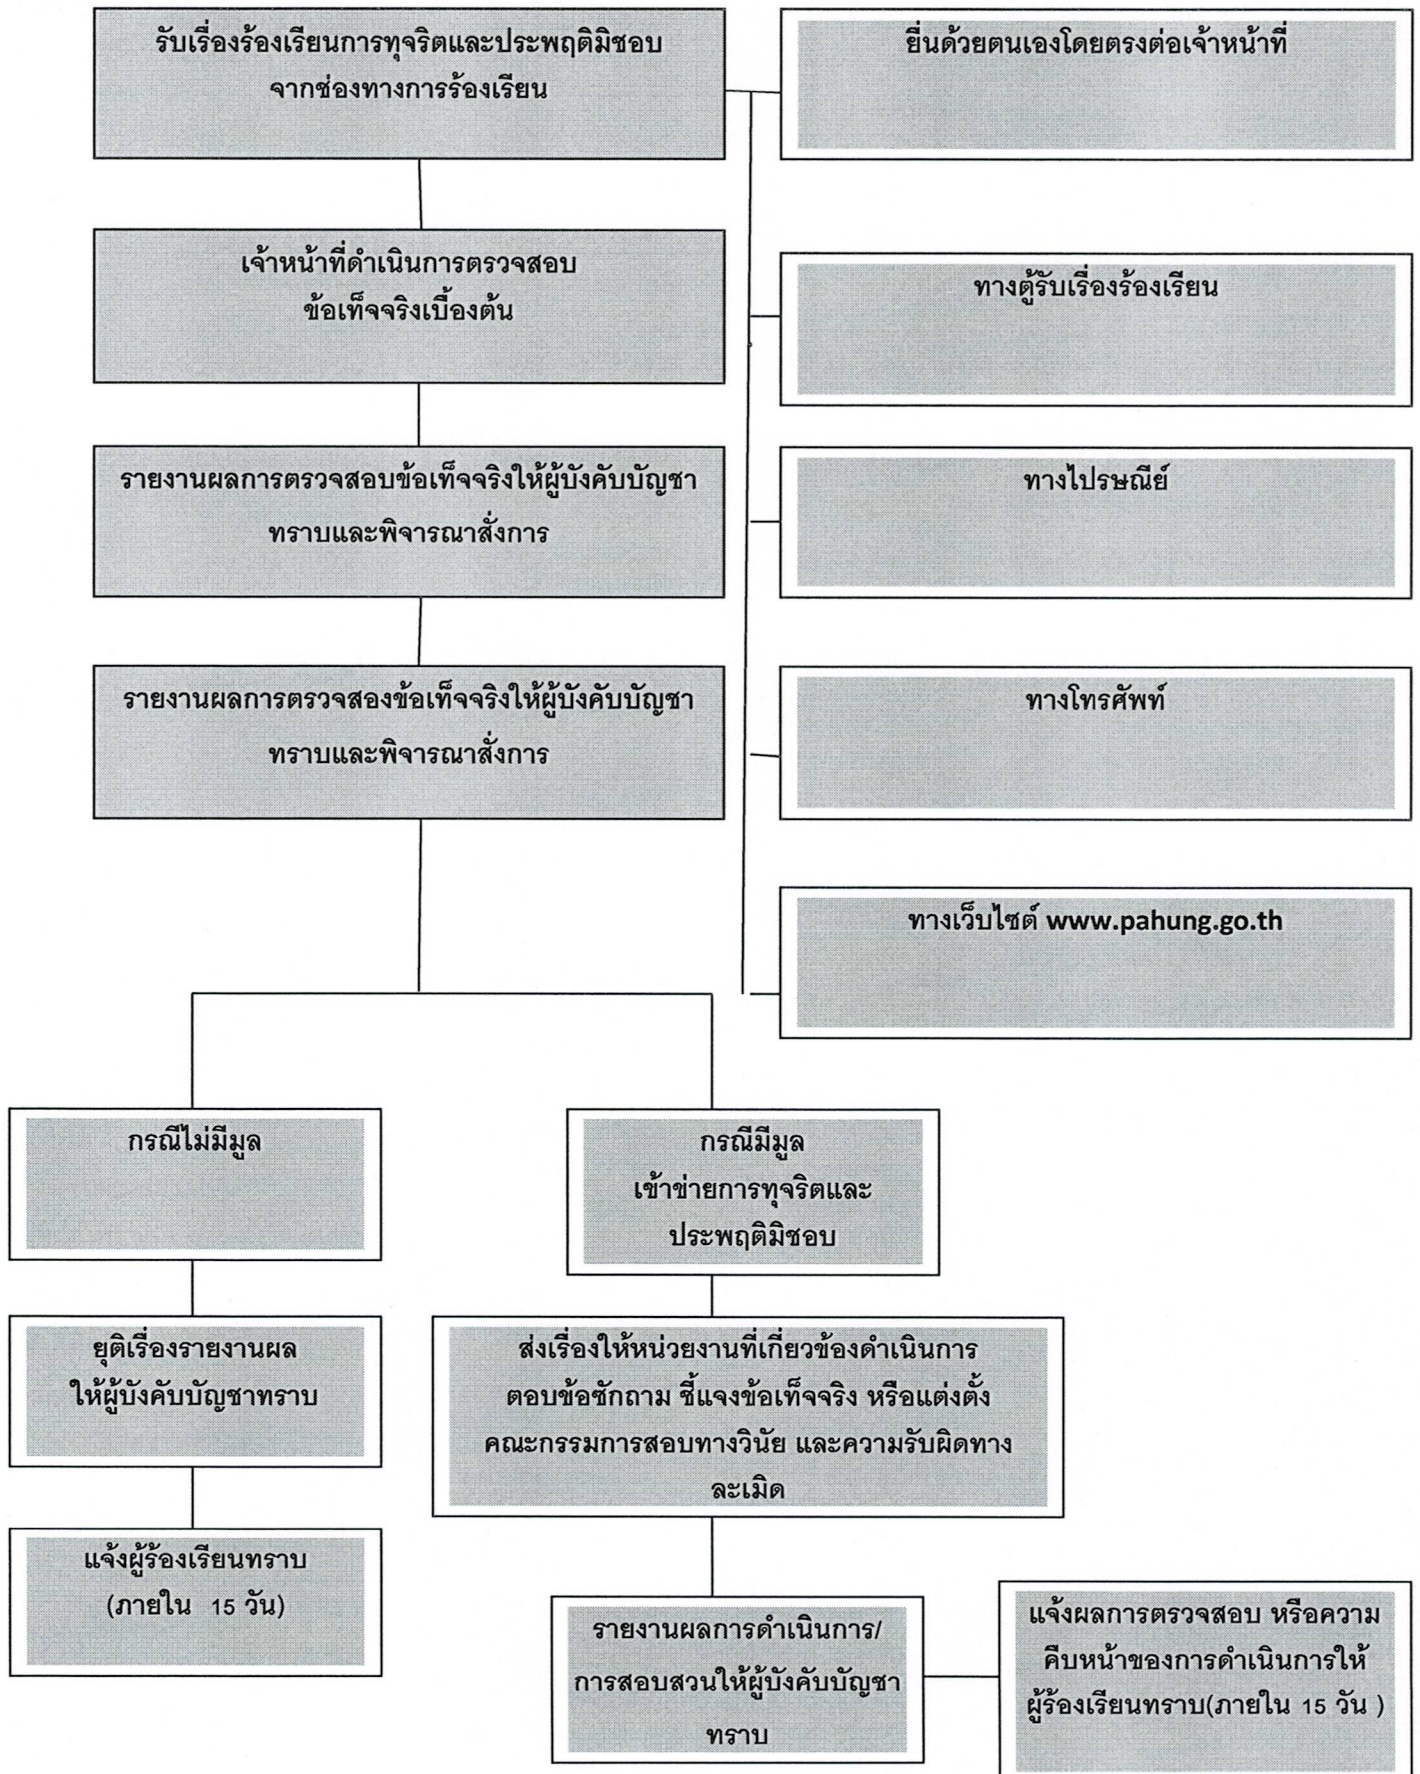 รับเรื่องร้องเรียนการทุจริตและประพฤติมิชอบ
จากช่องทางการร้องเรียน
ยื่นด้วยตนเองโดยตรงต่อเจ้าหน้าที่
เจ้าหน้าที่ดำเนินการตรวจสอบ
ข้อเท็จจริงเบื้องต้น
ทางตู้รับเรื่องร้องเรียน
รายงานผลการตรวจสอบข้อเท็จจริงให้ผู้บังคับบัญชา
ทราบและพิจารณาสั่งการ
ทางไปรษณีย์
รายงานผลการตรวจสองข้อเท็จจริงให้ผู้บังคับบัญชา
ทราบและพิจารณาสั่งการ
ทางโทรศัพท์
ทางเว็บไซต์ www.pahung.go.th
กรณีไม่มีมูล
กรณีมีมูล
เข้าข่ายการทุจริตและ
ประพฤติมิชอบ
ยุติเรื่องรายงานผล
ให้ผู้บังคับบัญชาทราบ
ส่งเรื่องให้หน่วยงานที่เกี่ยวข้องดำเนินการ
ตอบข้อซักถาม ชี้แจงข้อเท็จจริง หรือแต่งตั้ง
คณะกรรมการสอบทางวินัย และความรับผิดทาง
ละเมิด
แจ้งผู้ร้องเรียนทราบ
(ภายใน 15 วัน)
รายงานผลการดำเนินการ/
การสอบสวนให้ผู้บังคับบัญชา
ทราบ
แจ้งผลการตรวจสอบ หรือความ
คืบหน้าของการดำเนินการให้
ผู้ร้องเรียนทราบ(ภายใน 15 วัน )